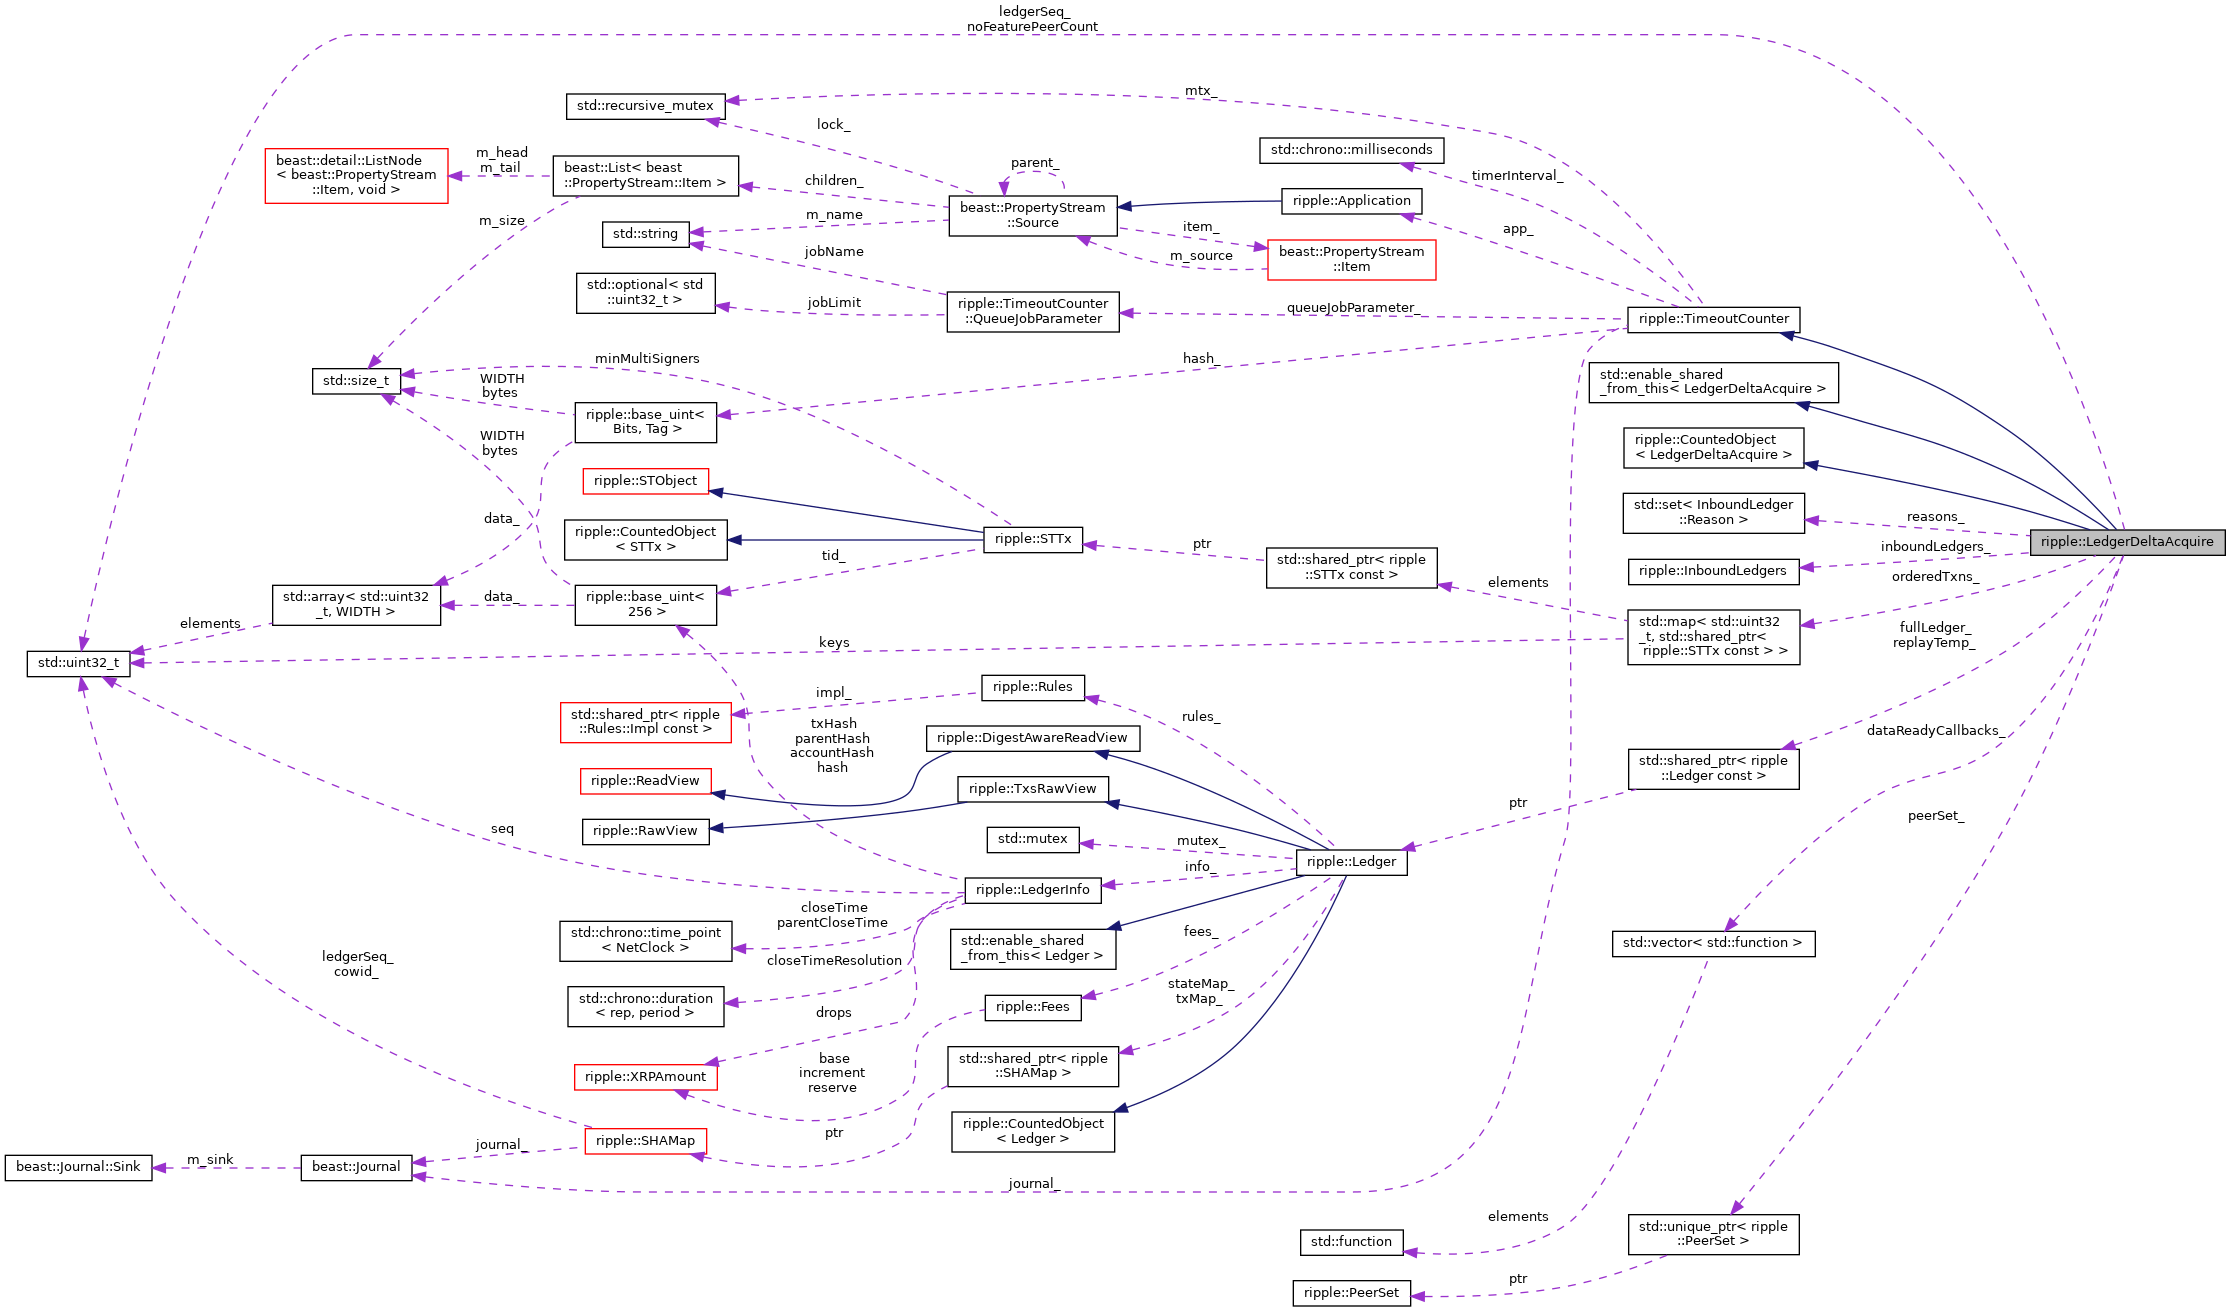 ledgerSeq_
noFeaturePeerCount
mtx_
std::recursive_mutex
lock_
std::chrono::milliseconds
beast::detail::ListNode
< beast::PropertyStream
::Item, void >
m_head
m_tail
beast::List< beast
::PropertyStream::Item >
parent_
timerInterval_
children_
ripple::Application
beast::PropertyStream
::Source
m_size
m_name
std::string
item_
app_
jobName
m_source
beast::PropertyStream
::Item
std::optional< std
::uint32_t >
jobLimit
ripple::TimeoutCounter
::QueueJobParameter
queueJobParameter_
ripple::TimeoutCounter
minMultiSigners
hash_
std::size_t
WIDTH
bytes
std::enable_shared
_from_this< LedgerDeltaAcquire >
ripple::base_uint<
Bits, Tag >
WIDTH
bytes
ripple::CountedObject
< LedgerDeltaAcquire >
ripple::STObject
std::set< InboundLedger
::Reason >
reasons_
data_
ripple::CountedObject
< STTx >
ripple::STTx
ptr
ripple::LedgerDeltaAcquire
tid_
std::shared_ptr< ripple
::STTx const >
inboundLedgers_
ripple::InboundLedgers
orderedTxns_
elements
std::array< std::uint32
_t, WIDTH >
data_
ripple::base_uint<
256 >
elements
std::map< std::uint32
_t, std::shared_ptr<
ripple::STTx const > >
fullLedger_
replayTemp_
keys
std::uint32_t
ripple::Rules
impl_
std::shared_ptr< ripple
::Rules::Impl const >
rules_
txHash
parentHash
accountHash
hash
ripple::DigestAwareReadView
dataReadyCallbacks_
std::shared_ptr< ripple
::Ledger const >
ripple::ReadView
ripple::TxsRawView
ptr
peerSet_
seq
ripple::RawView
std::mutex
mutex_
ripple::Ledger
info_
ripple::LedgerInfo
closeTime
parentCloseTime
std::chrono::time_point
< NetClock >
std::enable_shared
_from_this< Ledger >
fees_
std::vector< std::function >
ledgerSeq_
cowid_
closeTimeResolution
stateMap_
txMap_
std::chrono::duration
< rep, period >
drops
ripple::Fees
base
increment
reserve
ripple::XRPAmount
std::shared_ptr< ripple
::SHAMap >
ripple::CountedObject
< Ledger >
ptr
ripple::SHAMap
journal_
beast::Journal::Sink
m_sink
beast::Journal
journal_
elements
std::function
std::unique_ptr< ripple
::PeerSet >
ptr
ripple::PeerSet